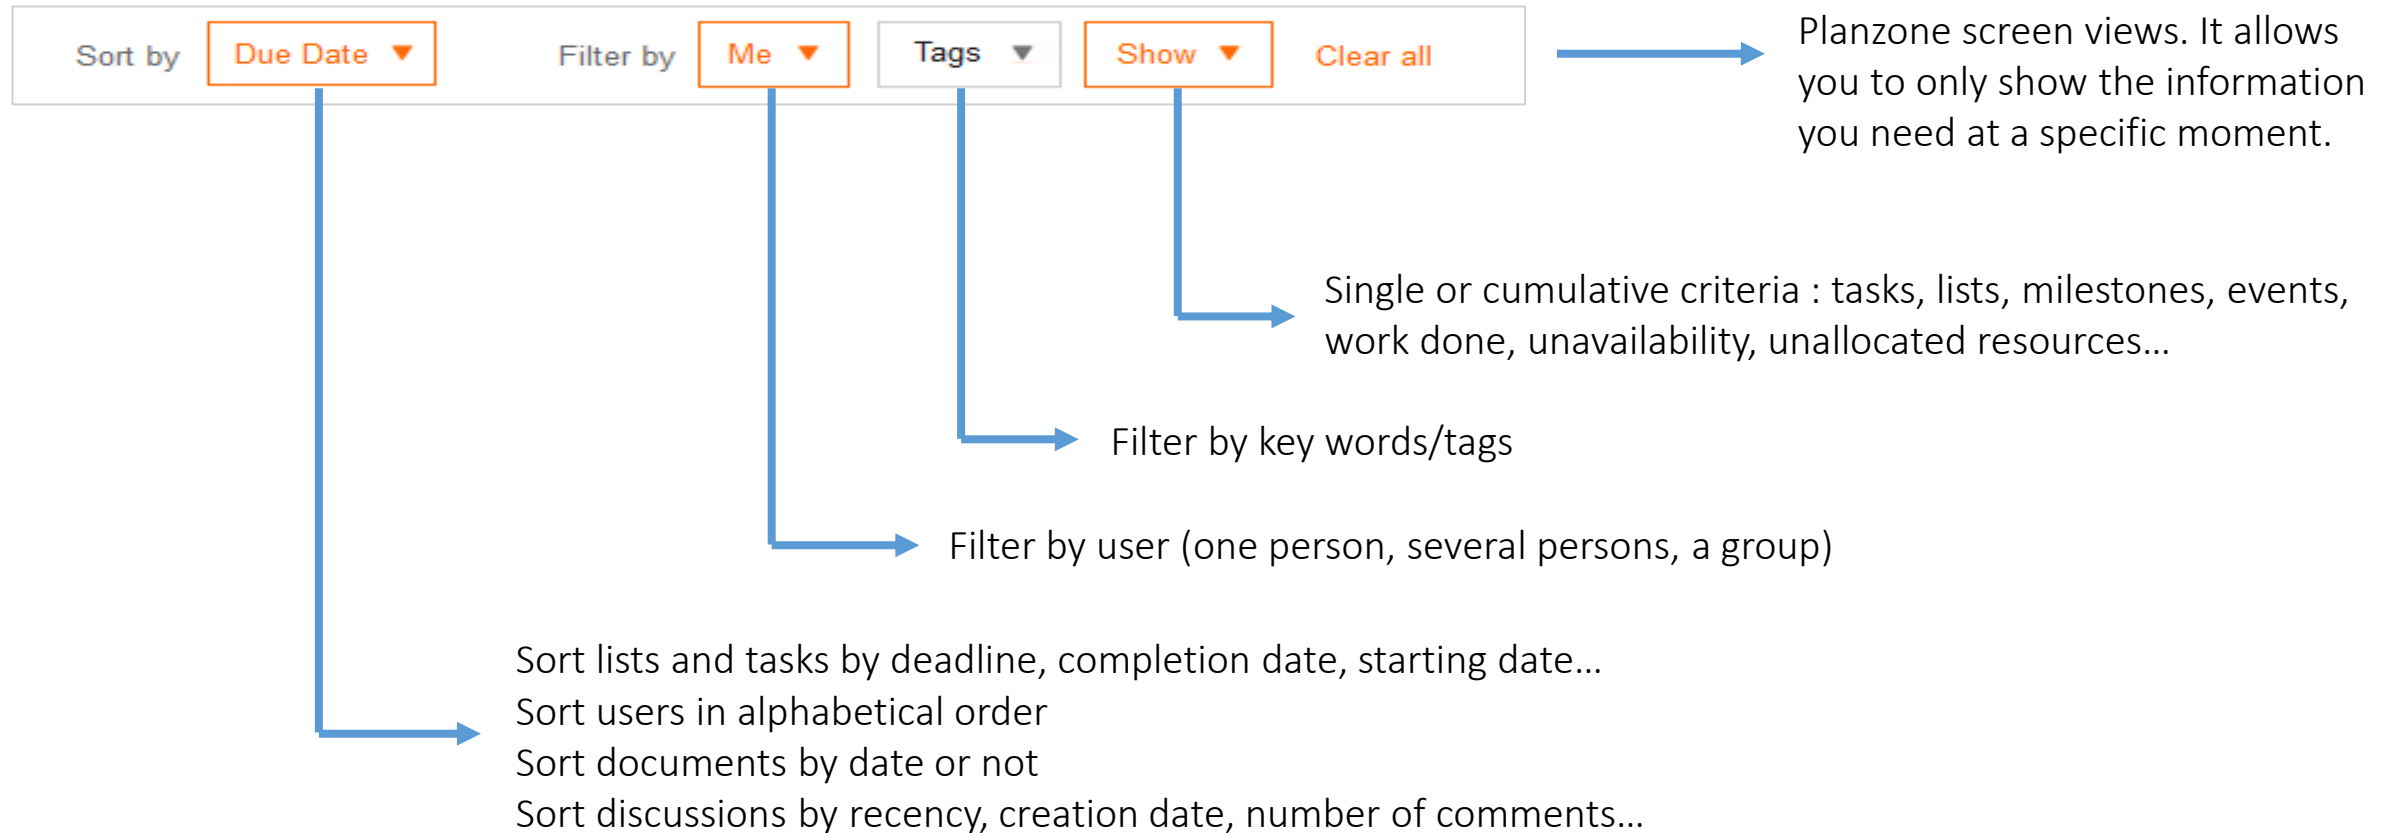 Sort by Due Date Filter by Me Tags Show Clear all
Planzone screen views. It allows
you to only show the information
you need at a specific moment.
Single or cumulative criteria : tasks, lists, milestones, events,
work done, unavailability, unallocated resources...
Filter by key words/tags
Filter by user (one person, several persons, a group)
Sort lists and tasks by deadline, completion date, starting date...
Sort users in alphabetical order
Sort documents by date or not
Sort discussions by recency, creation date, number of comments...